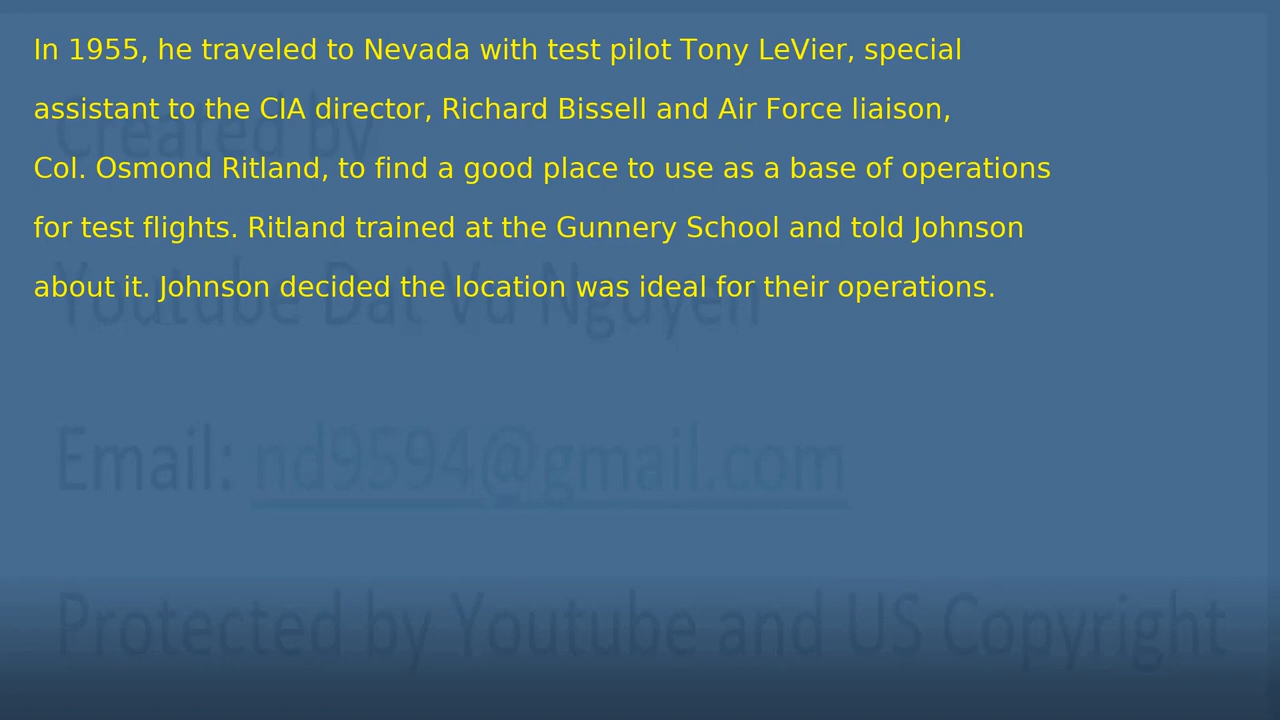 In 1955, he traveled to Nevada with test pilot Tony LeVier, special
assistant to the CIA director, Richard Bissell and Air Force liaison,
Created by
Col. Osmond Ritland, to find a good place to use as a base of operations
for test flights. Ritland trained at the Gunnery School and told Johnson
about it. Johnson decided the location was ideal for their operations.
Youtube Dat Vu Nguyen
Email: nd9594@gmail.com
Protected by Youtube and US Copyright